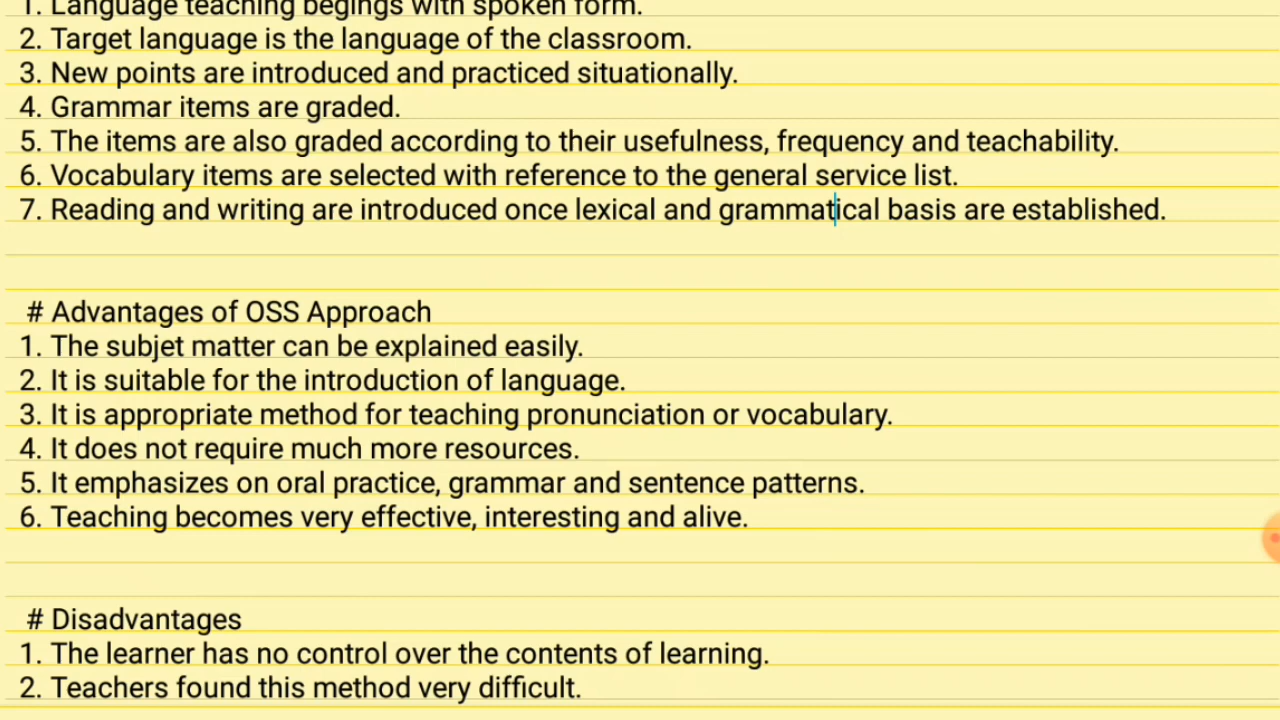 1. Language teaching begings with spoken form.
2. Target language is the language of the classroom.
3. New points are introduced and practiced situationally.
4. Grammar items are graded.
5. The items are also graded according to their usefulness, frequency and teachability.
6. Vocabulary items are selected with reference to the general service list.
7. Reading and writing are introduced once lexical and grammatical basis are established.
# Advantages of OSS Approach
1. The subjet matter can be explained easily.
2. It is suitable for the introduction of language.
3. It is appropriate method for teaching pronunciation or vocabulary.
4. It does not require much more resources.
5. It emphasizes on oral practice, grammar and sentence patterns.
6. Teaching becomes very effective, interesting and alive.
# Disadvantages
1. The learner has no control over the contents of learning.
2. Teachers found this method very difficult.